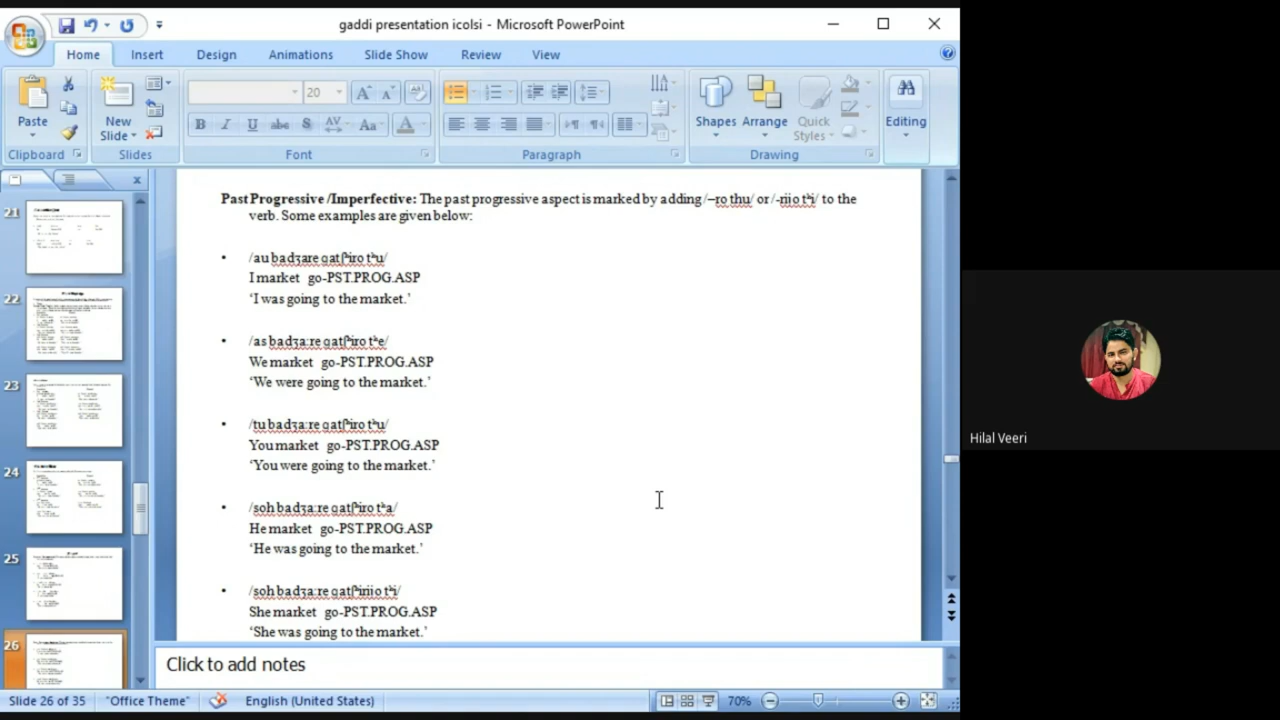 gaddi presentation icolsi - Microsoft PowerPoint
Home Insert Design Animations Slide Show Review View
20
Paste New Slide Shapes Arrange Quick Styles Editing
Clipboard Slides Font Paragraph Drawing
21
22
23
24
25
26
Past Progressive /Imperfective: The past progressive aspect is marked by adding /–ro thu/ or /-riio tʰi/ to the
verb. Some examples are given below:
• /au badʒare gatʃʰiro tʰu/
I market go-PST.PROG.ASP
‘I was going to the market.’
• /as badʒa:re gatʃʰiro tʰe/
We market go-PST.PROG.ASP
‘We were going to the market.’
• /tu badʒa:re gatʃʰiro tʰu/
You market go-PST.PROG.ASP
‘You were going to the market.’
• /soh badʒa:re gatʃʰiro tʰa/
He market go-PST.PROG.ASP
‘He was going to the market.’
• /soh badʒa:re gatʃʰiriio tʰi/
She market go-PST.PROG.ASP
‘She was going to the market.’
Click to add notes
Slide 26 of 35 "Office Theme" English (United States) 70%
Hilal Veeri